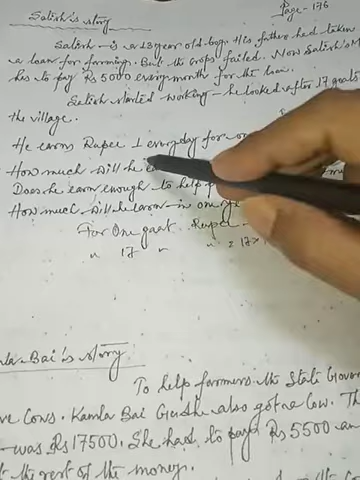 Satish's story
Page - 176
Satish - is a 13 year old boy. His father had taken
a loan for farming. But the crops failed. Now Satish's M
has to pay Rs 5000 every month for the loan.
Satish started working - he looked after 17 goats
the village.
He earns Rupee 1 everyday for on
How much will he
Does he earn enough to help
How much will he earn in one
For One goat Rupee
" 17 " " = 17 ×
la Bai's story
To help farmers the State Gover
ve Cows. Kamla Bai Gudhe also got a cow. Th
was Rs 17500. She had to pay Rs 5500 an
the rest of the money.